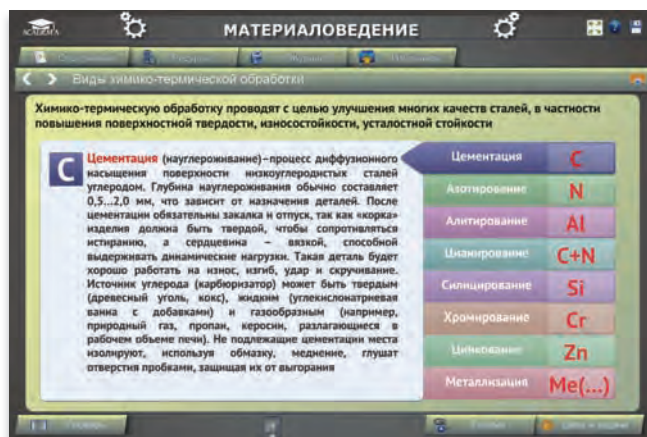 ACADEMA
МАТЕРИАЛОВЕДЕНИЕ
Виды химико-термической обработки
Химико-термическую обработку проводят с целью улучшения многих качеств сталей, в частности
повышения поверхностной твердости, износостойкости, усталостной стойкости
С
Цементация (науглероживание)–процесс диффузионного
насыщения поверхности низкоуглеродистых сталей
углеродом. Глубина науглероживания обычно составляет
0,5...2,0 мм, что зависит от назначения деталей. После
цементации обязательны закалка и отпуск, так как «корка»
изделия должна быть твердой, чтобы сопротивляться
истиранию, а сердцевина – вязкой, способной
выдерживать динамические нагрузки. Такая деталь будет
хорошо работать на износ, изгиб, удар и скручивание.
Источник углерода (карбюризатор) может быть твердым
(древесный уголь, кокс), жидким (углекислонатриевая
ванна с добавками) и газообразным (например,
природный газ, пропан, керосин, разлагающиеся в
рабочем объеме печи). Не подлежащие цементации места
изолируют, используя обмазку, меднение, глушат
отверстия пробками, защищая их от выгорания
Цементация C
Азотирование N
Алитирование Al
Цианирование C+N
Силицирование Si
Хромирование Cr
Цинкование Zn
Металлизация Me(...)